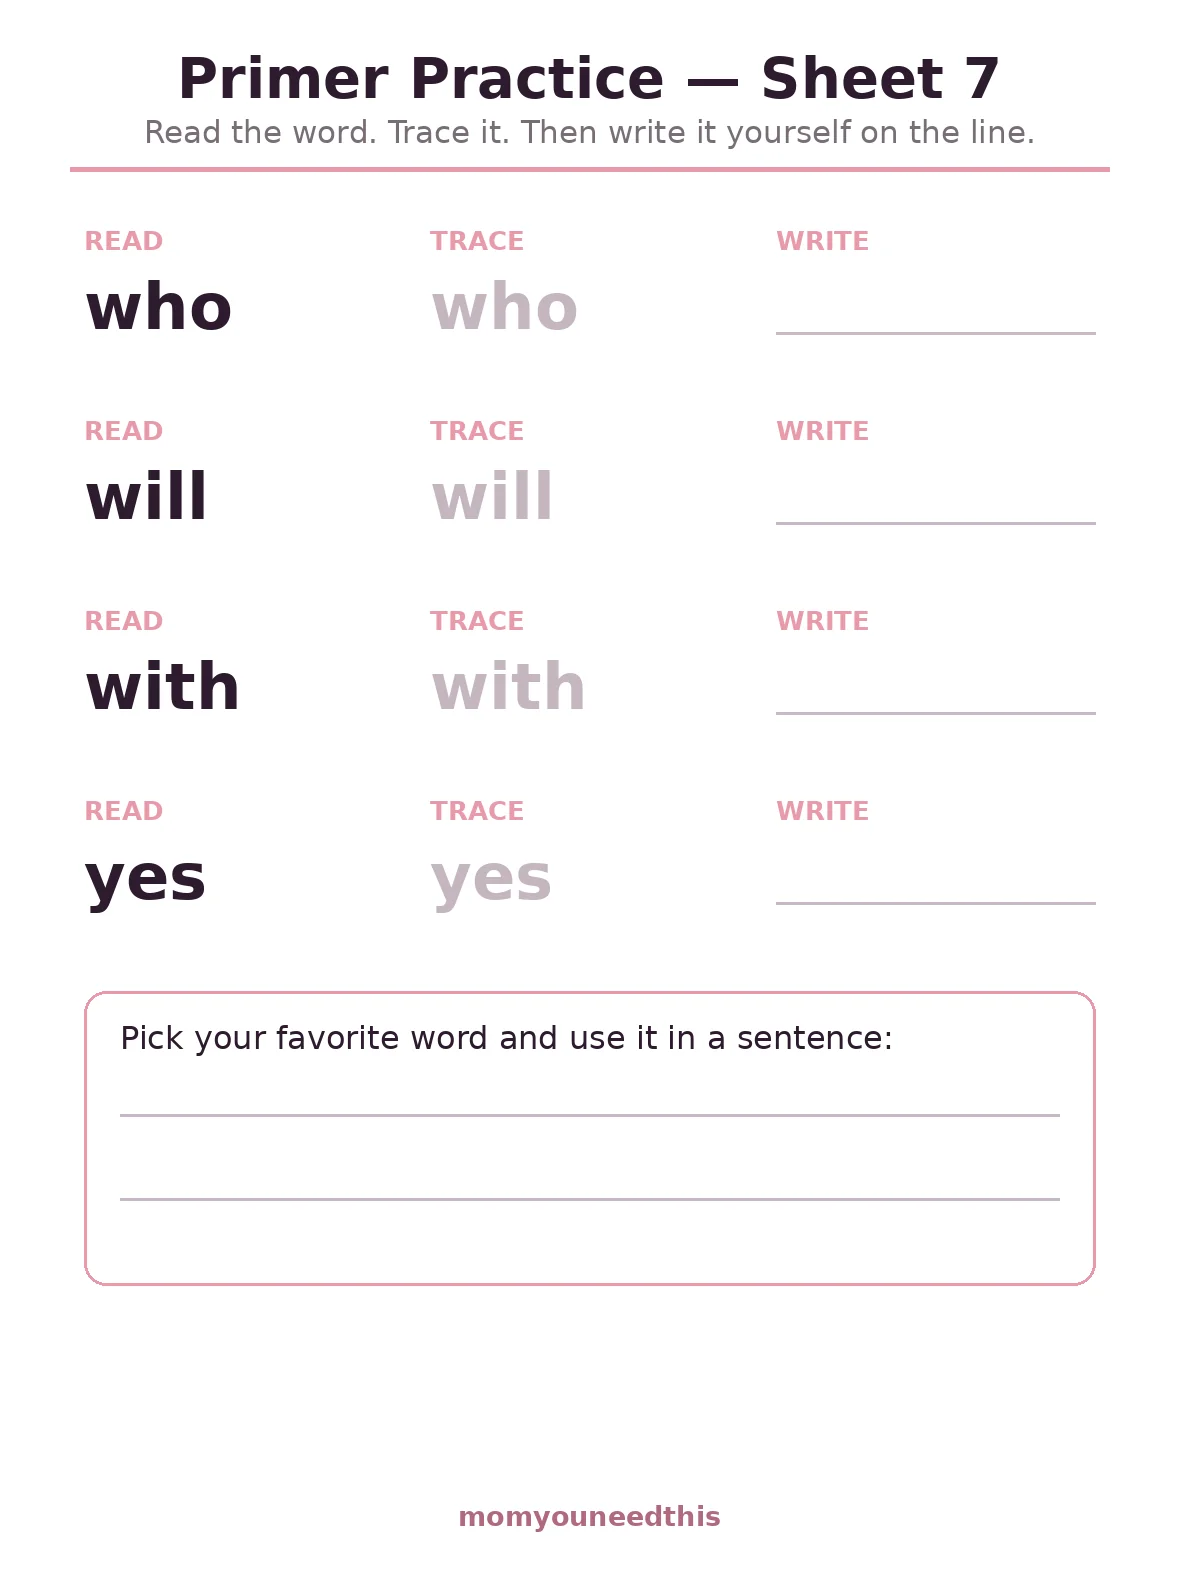 Primer Practice — Sheet 7
Read the word. Trace it. Then write it yourself on the line.
READ TRACE WRITE
who who
READ TRACE WRITE
will will
READ TRACE WRITE
with with
READ TRACE WRITE
yes yes
Pick your favorite word and use it in a sentence:
momyouneedthis